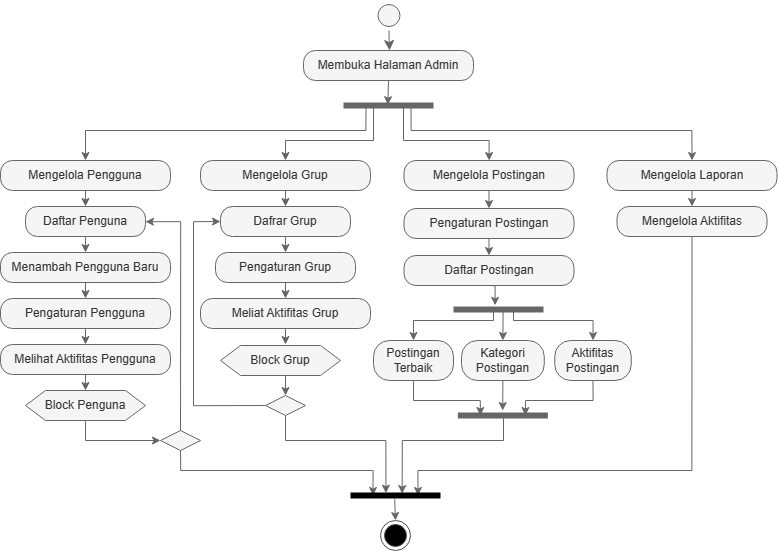 Membuka Halaman Admin
Mengelola Pengguna
Daftar Penguna
Menambah Pengguna Baru
Pengaturan Pengguna
Melihat Aktifitas Pengguna
Block Penguna
Mengelola Grup
Dafrar Grup
Pengaturan Grup
Meliat Aktifitas Grup
Block Grup
Mengelola Postingan
Pengaturan Postingan
Daftar Postingan
Postingan
Terbaik
Kategori
Postingan
Aktifitas
Postingan
Mengelola Laporan
Mengelola Aktifitas